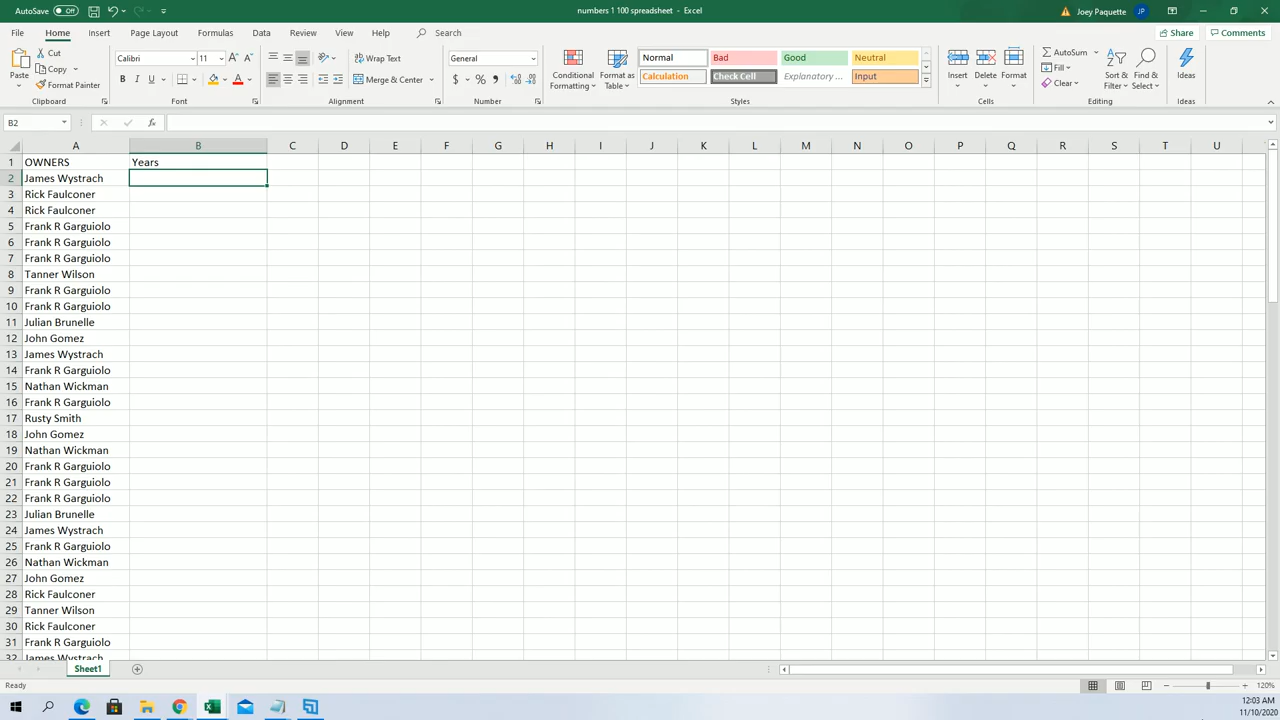 AutoSave Off numbers 1 100 spreadsheet - Excel Joey Paquette JP
File Home Insert Page Layout Formulas Data Review View Help Search Share Comments
Paste Cut Copy Format Painter Clipboard
Calibri 11 B I U A A A Font
ab Wrap Text Merge & Center Alignment
General $ % , Number
Conditional Formatting Format as Table
Normal Bad Good Neutral
Calculation Check Cell Explanatory ... Input
Styles
Insert Delete Format Cells
AutoSum Fill Clear Sort & Filter Find & Select Editing
Ideas Ideas
B2 fx
A B C D E F G H I J K L M N O P Q R S T U
1 OWNERS Years
2 James Wystrach
3 Rick Faulconer
4 Rick Faulconer
5 Frank R Garguiolo
6 Frank R Garguiolo
7 Frank R Garguiolo
8 Tanner Wilson
9 Frank R Garguiolo
10 Frank R Garguiolo
11 Julian Brunelle
12 John Gomez
13 James Wystrach
14 Frank R Garguiolo
15 Nathan Wickman
16 Frank R Garguiolo
17 Rusty Smith
18 John Gomez
19 Nathan Wickman
20 Frank R Garguiolo
21 Frank R Garguiolo
22 Frank R Garguiolo
23 Julian Brunelle
24 James Wystrach
25 Frank R Garguiolo
26 Nathan Wickman
27 John Gomez
28 Rick Faulconer
29 Tanner Wilson
30 Rick Faulconer
31 Frank R Garguiolo
32 James Wystrach
Sheet1
Ready 120%
12:03 AM
11/10/2020